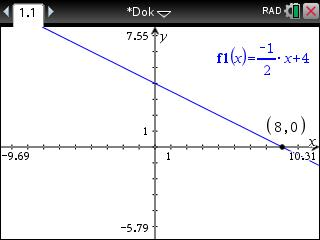 1.1 *Dok RAD
7.55 y
f1(x)=-1/2·x+4
(8,0)
1
-9.69 1 10.31 x
-5.79